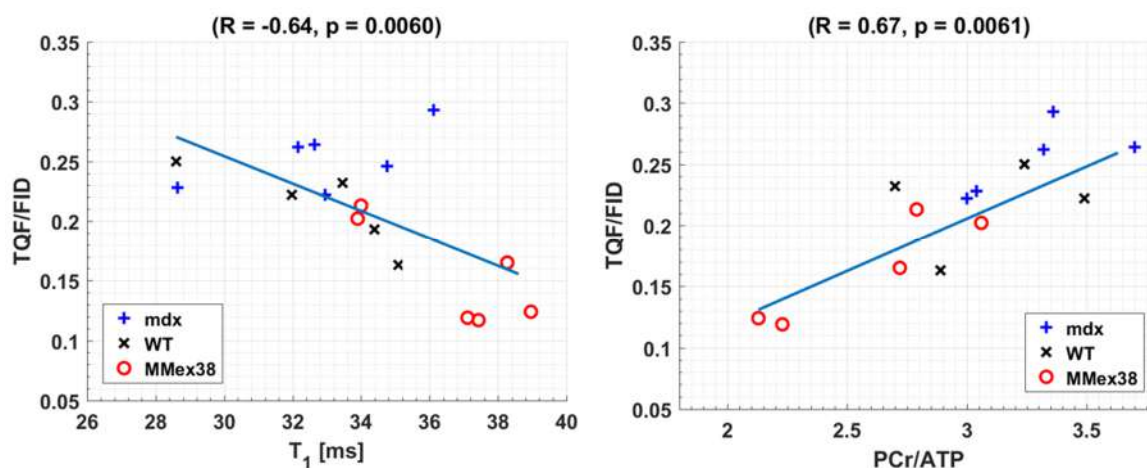 (R = -0.64, p = 0.0060)
0.35
0.3
0.25
0.2
0.15
0.1
0.05
TQF/FID
mdx
WT
MMex38
26 28 30 32 34 36 38 40
T1 [ms]
(R = 0.67, p = 0.0061)
0.35
0.3
0.25
0.2
0.15
0.1
0.05
TQF/FID
mdx
WT
MMex38
2 2.5 3 3.5
PCr/ATP